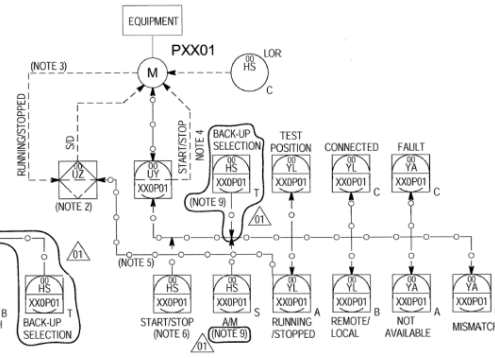 EQUIPMENT
PXX01
(NOTE 3)
M
00
HS
LOR
C
RUNNING/STOPPED
S/D
START/STOP
NOTE 4
BACK-UP
SELECTION
TEST
POSITION
CONNECTED
FAULT
00
UZ
(NOTE 2)
00
UY
XX0P01
00
HS
XX0P01
T
(NOTE 9)
01
00
YL
XX0P01
00
YL
XX0P01
C
00
YA
XX0P01
C
(NOTE 5)
01
00
HS
XX0P01
T
BACK-UP
SELECTION
B
H
00
HS
XX0P01
START/STOP
(NOTE 6)
00
HS
XX0P01
S
A/M
(NOTE 9)
01
00
YL
XX0P01
A
RUNNING
/STOPPED
00
YL
XX0P01
B
REMOTE/
LOCAL
00
YA
XX0P01
A
NOT
AVAILABLE
00
YA
XX0P01
MISMATC